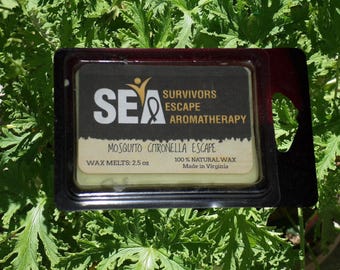 SEA
SURVIVORS
ESCAPE
AROMATHERAPY
MOSQUITO CITRONELLA ESCAPE
WAX MELTS: 2.5 oz
100% NATURAL WAX
Made in Virginia